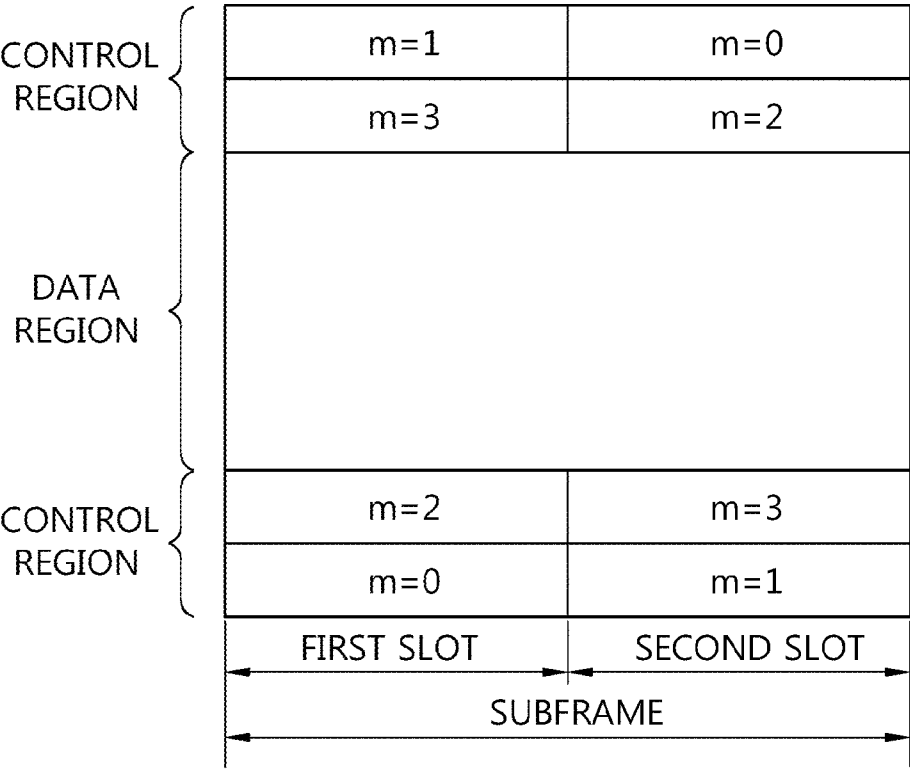 CONTROL
REGION
m=1 m=0
m=3 m=2
DATA
REGION
CONTROL
REGION
m=2 m=3
m=0 m=1
FIRST SLOT SECOND SLOT
SUBFRAME